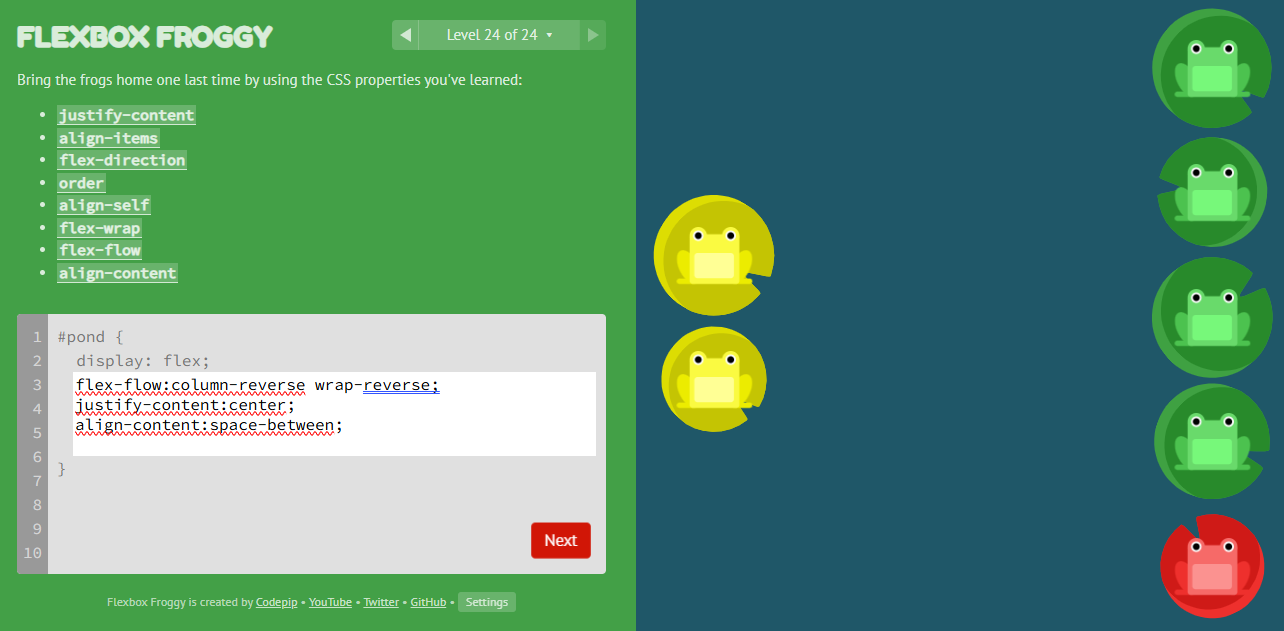 FLEXBOX FROGGY
◀ Level 24 of 24 ▾ ▶
Bring the frogs home one last time by using the CSS properties you've learned:
• justify-content
• align-items
• flex-direction
• order
• align-self
• flex-wrap
• flex-flow
• align-content
1 #pond {
2 display: flex;
3 flex-flow:column-reverse wrap-reverse;
4 justify-content:center;
5 align-content:space-between;
6
7 }
8
9
10
Next
Flexbox Froggy is created by Codepip • YouTube • Twitter • GitHub • Settings